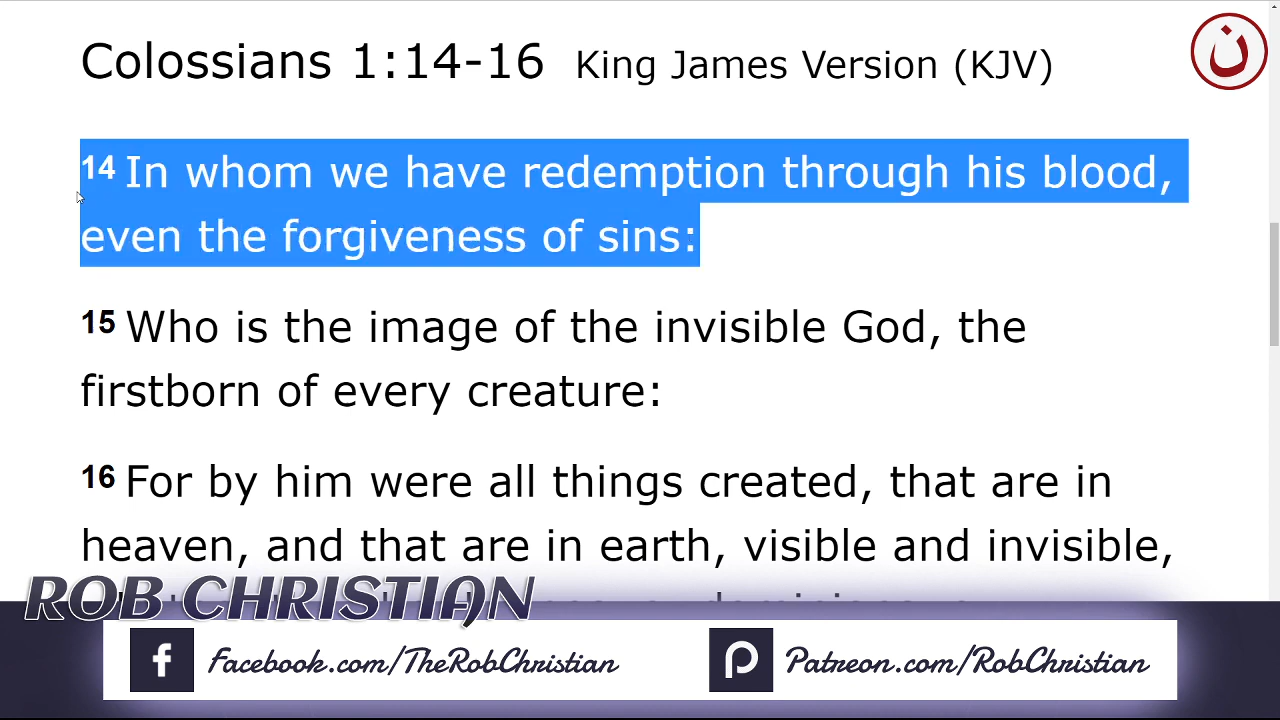 Colossians 1:14-16 King James Version (KJV)
ن
14 In whom we have redemption through his blood,
even the forgiveness of sins:
15 Who is the image of the invisible God, the
firstborn of every creature:
16 For by him were all things created, that are in
heaven, and that are in earth, visible and invisible,
ROB CHRISTIAN
Facebook.com/TheRobChristian
Patreon.com/RobChristian